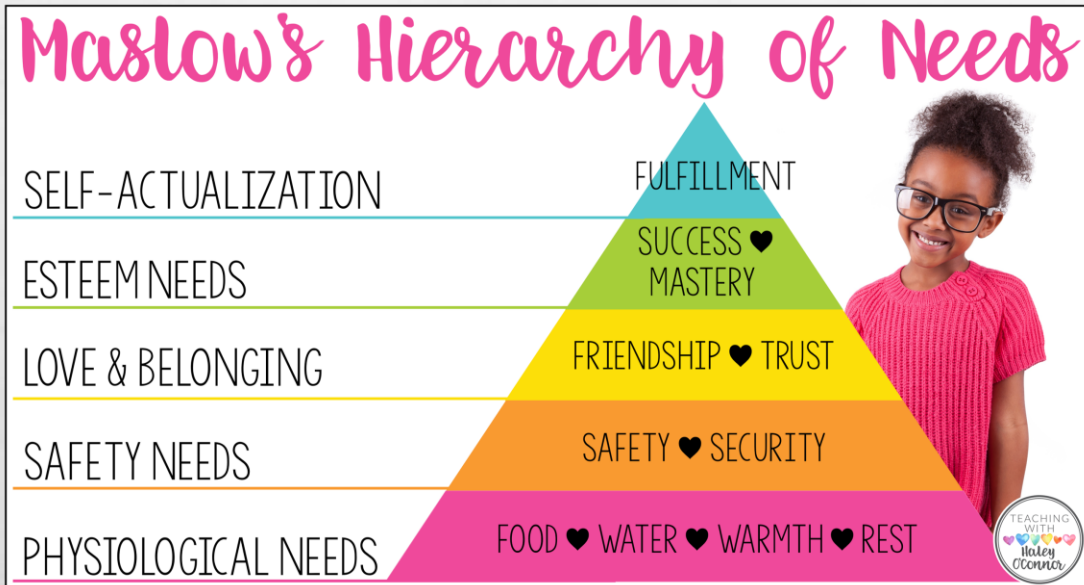 Maslow's Hierarchy of Needs
SELF-ACTUALIZATION
FULFILLMENT
ESTEEM NEEDS
SUCCESS ♥
MASTERY
LOVE & BELONGING
FRIENDSHIP ♥ TRUST
SAFETY NEEDS
SAFETY ♥ SECURITY
PHYSIOLOGICAL NEEDS
FOOD ♥ WATER ♥ WARMTH ♥ REST
TEACHING
WITH
Haley
O'Connor